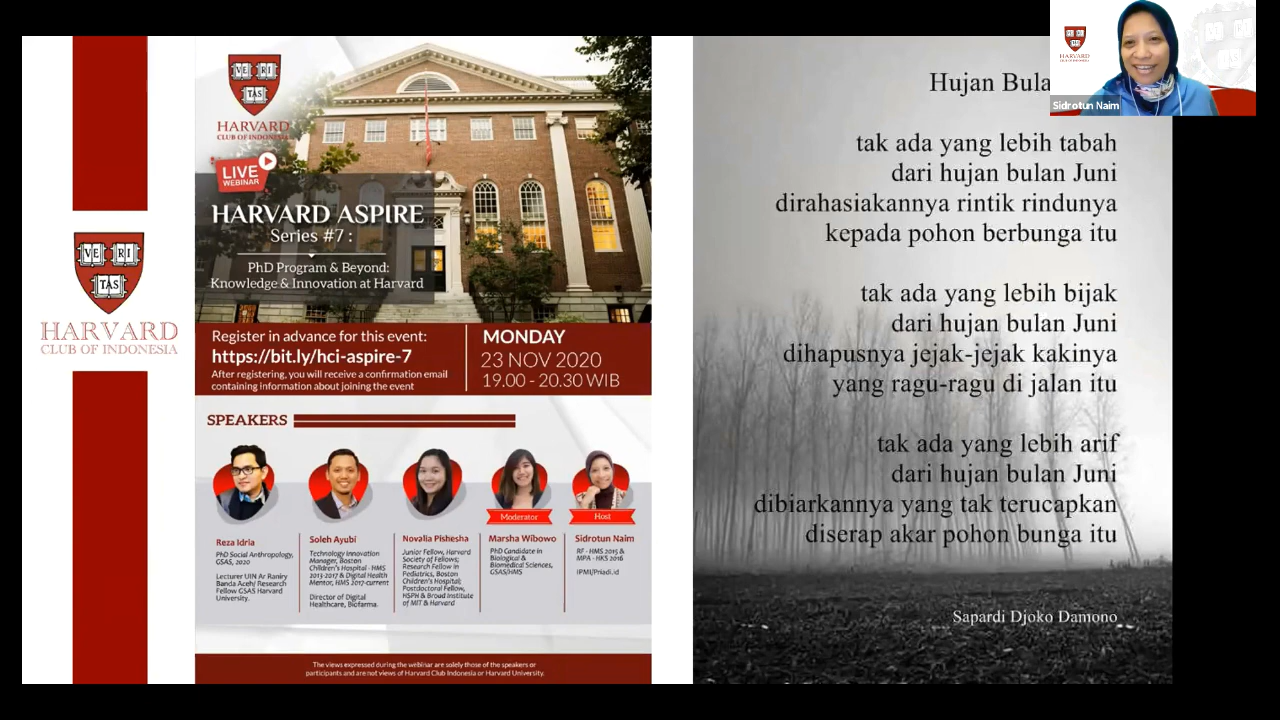 VE RI
TAS
HARVARD
CLUB OF INDONESIA
VE RI
TAS
HARVARD
CLUB OF INDONESIA
LIVE
WEBINAR
HARVARD ASPIRE
Series #7 :
PhD Program & Beyond:
Knowledge & Innovation at Harvard
Register in advance for this event:
https://bit.ly/hci-aspire-7
After registering, you will receive a confirmation email
containing information about joining the event
MONDAY
23 NOV 2020
19.00 - 20.30 WIB
SPEAKERS
Reza Idria
PhD Social Anthropology,
GSAS, 2020
Lecturer UIN Ar Raniry
Banda Aceh/ Research
Fellow GSAS Harvard
University.
Soleh Ayubi
Technology Innovation
Manager, Boston
Children's Hospital - HMS
2013-2017 & Digital Health
Mentor, HMS 2017-current
Director of Digital
Healthcare, Biofarma.
Novalia Pishesha
Junior Fellow, Harvard
Society of Fellows;
Research Fellow in
Pediatrics, Boston
Children's Hospital;
Postdoctoral Fellow,
HSPH & Broad Institute
of MIT & Harvard
Moderator
Marsha Wibowo
PhD Candidate in
Biological &
Biomedical Sciences,
GSAS/HMS
Host
Sidrotun Naim
RF - HMS 2015 &
MPA - HKS 2016
IPMI/Priadi.id
The views expressed during the webinar are solely those of the speakers or
participants and are not views of Harvard Club Indonesia or Harvard University.
Hujan Bula
tak ada yang lebih tabah
dari hujan bulan Juni
dirahasiakannya rintik rindunya
kepada pohon berbunga itu
tak ada yang lebih bijak
dari hujan bulan Juni
dihapusnya jejak-jejak kakinya
yang ragu-ragu di jalan itu
tak ada yang lebih arif
dari hujan bulan Juni
dibiarkannya yang tak terucapkan
diserap akar pohon bunga itu
Sapardi Djoko Damono
HARVARD
Sidrotun Naim